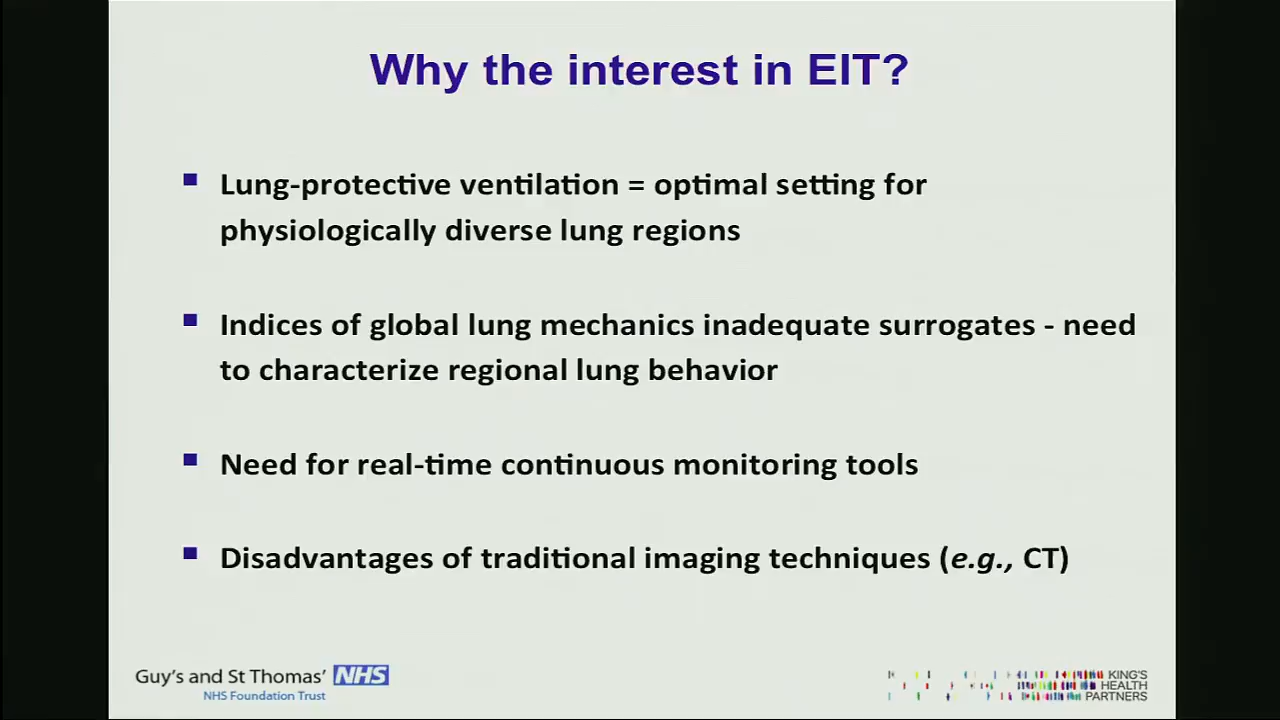 Why the interest in EIT?
Lung-protective ventilation = optimal setting for
physiologically diverse lung regions
Indices of global lung mechanics inadequate surrogates - need
to characterize regional lung behavior
Need for real-time continuous monitoring tools
Disadvantages of traditional imaging techniques (e.g., CT)
Guy's and St Thomas' NHS
NHS Foundation Trust
KING'S
HEALTH
PARTNERS